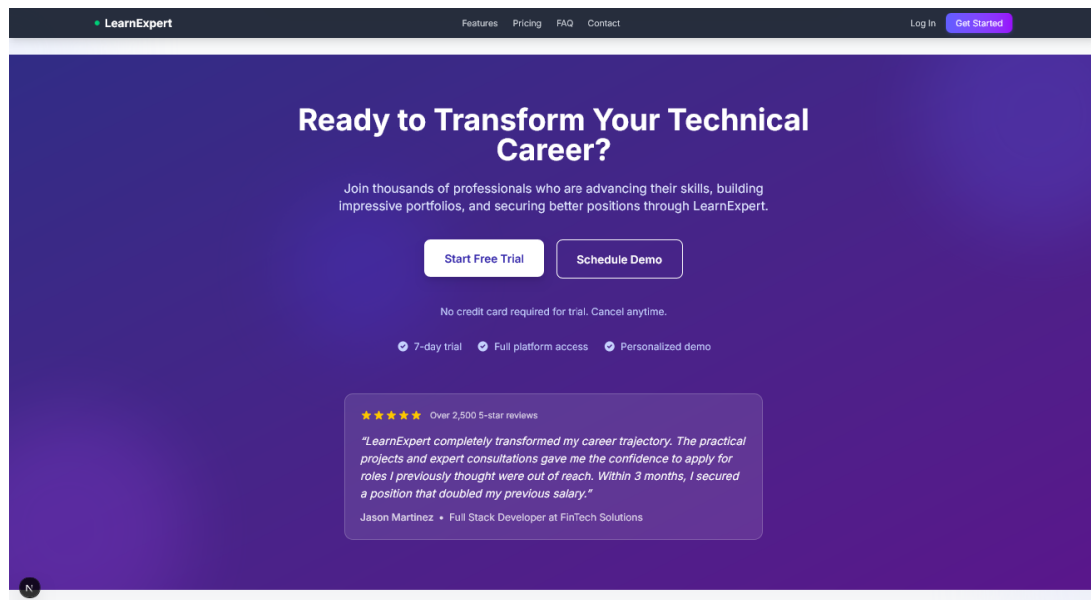 LearnExpert
Features Pricing FAQ Contact
Log In Get Started
Ready to Transform Your Technical
Career?
Join thousands of professionals who are advancing their skills, building
impressive portfolios, and securing better positions through LearnExpert.
Start Free Trial Schedule Demo
No credit card required for trial. Cancel anytime.
7-day trial Full platform access Personalized demo
Over 2,500 5-star reviews
“LearnExpert completely transformed my career trajectory. The practical
projects and expert consultations gave me the confidence to apply for
roles I previously thought were out of reach. Within 3 months, I secured
a position that doubled my previous salary.”
Jason Martinez • Full Stack Developer at FinTech Solutions
N